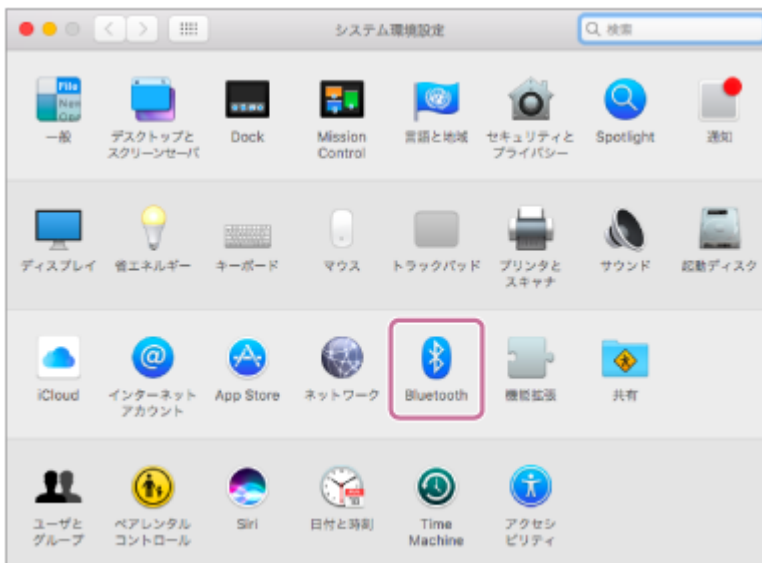 システム環境設定
検索
一般
デスクトップと
スクリーンセーバ
Dock
Mission
Control
言語と地域
セキュリティと
プライバシー
Spotlight
通知
ディスプレイ
省エネルギー
キーボード
マウス
トラックパッド
プリンタと
スキャナ
サウンド
起動ディスク
iCloud
インターネット
アカウント
App Store
ネットワーク
Bluetooth
機能拡張
共有
ユーザと
グループ
ペアレンタル
コントロール
Siri
日付と時刻
Time
Machine
アクセシ
ビリティ